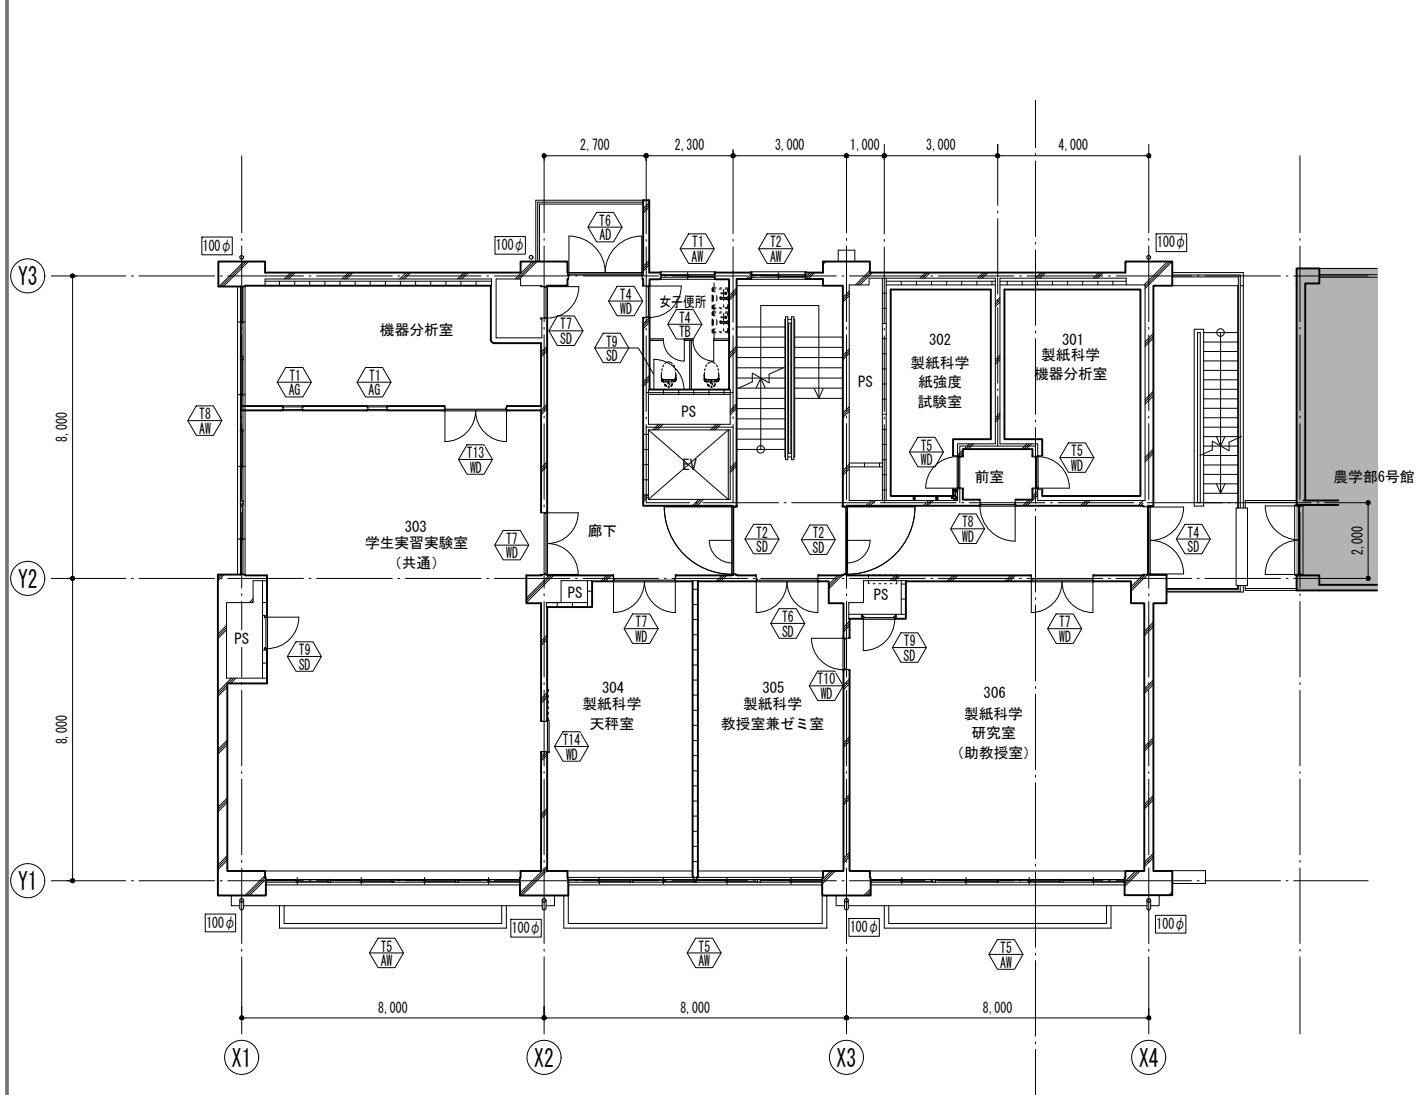 2,700
2,300
3,000
1,000
3,000
4,000
100φ
100φ
100φ
T6
AD
T1
AW
T2
AW
Y3
T4
WD
女子便所
T4
TB
T7
SD
T9
SD
機器分析室
302
製紙科学
紙強度
試験室
301
製紙科学
機器分析室
T1
AG
T1
AG
PS
PS
T8
AW
8,000
T13
WD
EV
T5
WD
T5
WD
前室
農学部6号館
303
学生実習実験室
(共通)
T7
WD
廊下
T2
SD
T2
SD
T8
WD
T4
SD
2,000
Y2
PS
PS
PS
T9
SD
T7
WD
T6
SD
T9
SD
T7
WD
T10
WD
304
製紙科学
天秤室
305
製紙科学
教授室兼ゼミ室
306
製紙科学
研究室
(助教授室)
8,000
T14
WD
Y1
100φ
100φ
100φ
100φ
T5
AW
T5
AW
T5
AW
8,000
8,000
8,000
X1
X2
X3
X4